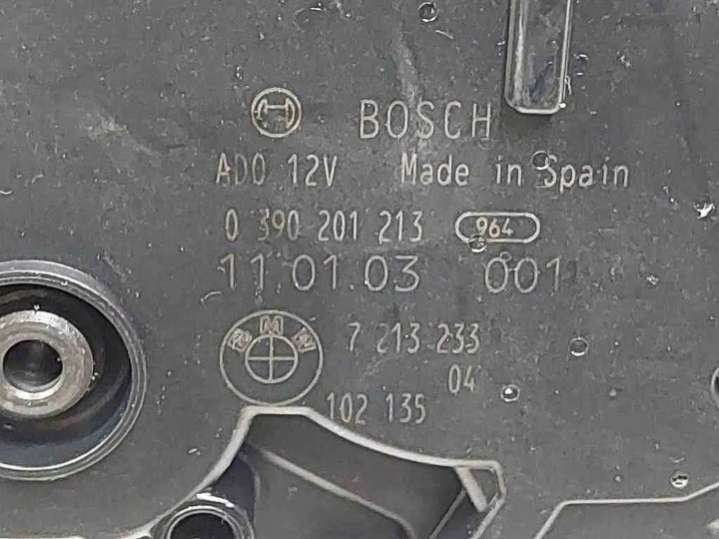 BOSCH
ADO 12V Made in Spain
0 390 201 213 964
11.01.03 001
BMW 7 213 233
04
102 135